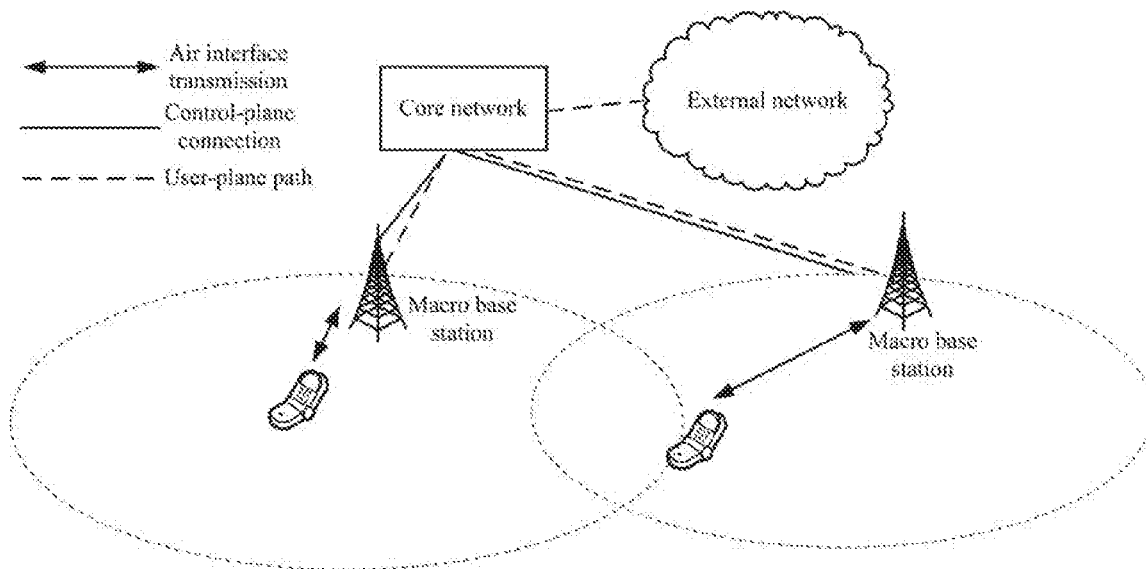 Air interface
transmission
Control-plane
connection
User-plane path
Core network
External network
Macro base
station
Macro base
station